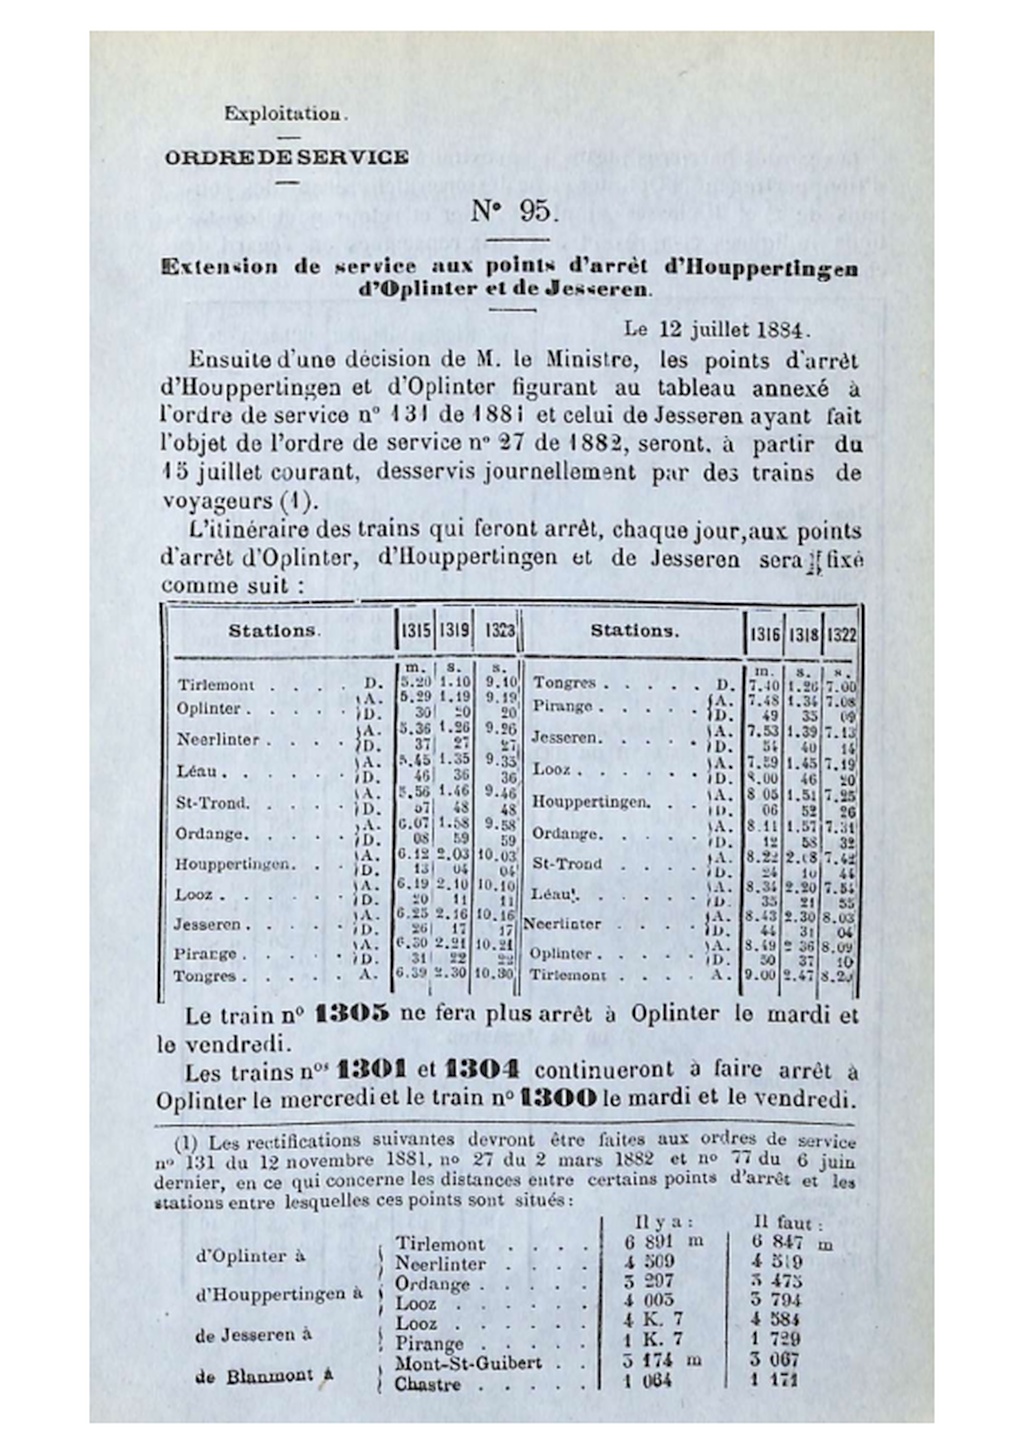 Exploitation.
ORDRE DE SERVICE
N° 95.
Extension de service aux points d'arrêt d'Houppertingen
d'Oplinter et de Jesseren.
Le 12 juillet 1884.
Ensuite d'une décision de M. le Ministre, les points d'arrêt
d'Houppertingen et d'Oplinter figurant au tableau annexé à
l'ordre de service n° 131 de 1881 et celui de Jesseren ayant fait
l'objet de l'ordre de service n° 27 de 1882, seront, à partir du
15 juillet courant, desservis journellement par des trains de
voyageurs (1).
L'itinéraire des trains qui feront arrêt, chaque jour, aux points
d'arrêt d'Oplinter, d'Houppertingen et de Jesseren sera fixé
comme suit :
Stations. 1315 1319 1323 Stations. 1316 1318 1322
m. s. s. m. s. s.
Tirlemont . . . . D. 5.20 1.10 9.10 Tongres . . . . . D. 7.40 1.26 7.00
Oplinter . . . . . A. 5.29 1.19 9.19 Pirange . . . . . A. 7.48 1.34 7.08
D. 30 20 20 D. 49 35 09
Neerlinter . . . . A. 5.36 1.26 9.26 Jesseren. . . . . A. 7.53 1.39 7.13
D. 37 27 27 D. 54 40 14
Léau . . . . . . A. 5.45 1.35 9.35 Looz . . . . . . A. 7.59 1.45 7.19
D. 46 36 36 D. 8.00 46 20
St-Trond. . . . . A. 5.56 1.46 9.46 Houppertingen. . . A. 8 05 1.51 7.25
D. 57 48 48 D. 06 52 26
Ordange. . . . . A. 6.07 1.58 9.58 Ordange. . . . . A. 8.11 1.57 7.31
D. 08 59 59 D. 12 58 32
Houppertingen. . . A. 6.12 2.03 10.03 St-Trond . . . . A. 8.22 2.08 7.42
D. 13 04 04 D. 24 10 44
Looz . . . . . . A. 6.19 2.10 10.10 Léau . . . . . . A. 8.34 2.20 7.54
D. 20 11 11 D. 35 21 55
Jesseren . . . . . A. 6.25 2.16 10.16 Neerlinter . . . . A. 8.43 2.30 8.03
D. 26 17 17 D. 44 31 04
Pirange . . . . . A. 6.30 2.21 10.21 Oplinter . . . . . A. 8.49 2 36 8.09
D. 31 22 22 D. 50 37 10
Tongres . . . . . A. 6.39 2.30 10.30 Tirlemont . . . . A. 9.00 2.47 8.20
Le train n° 1305 ne fera plus arrêt à Oplinter le mardi et
le vendredi.
Les trains nos 1301 et 1304 continueront à faire arrêt à
Oplinter le mercredi et le train n° 1300 le mardi et le vendredi.
(1) Les rectifications suivantes devront être faites aux ordres de service
n° 131 du 12 novembre 1881, no 27 du 2 mars 1882 et no 77 du 6 juin
dernier, en ce qui concerne les distances entre certains points d'arrêt et les
stations entre lesquelles ces points sont situés :
Il y a : Il faut :
d'Oplinter à Tirlemont . . . . 6 891 m 6 847 m
Neerlinter . . . . 4 509 4 519
d'Houppertingen à Ordange . . . . . 3 297 3 475
Looz . . . . . . 4 003 3 794
de Jesseren à Looz . . . . . . 4 K. 7 4 584
Pirange . . . . . 1 K. 7 1 729
de Blanmont à Mont-St-Guibert . . 3 174 m 3 067
Chastre . . . . . 1 064 1 171